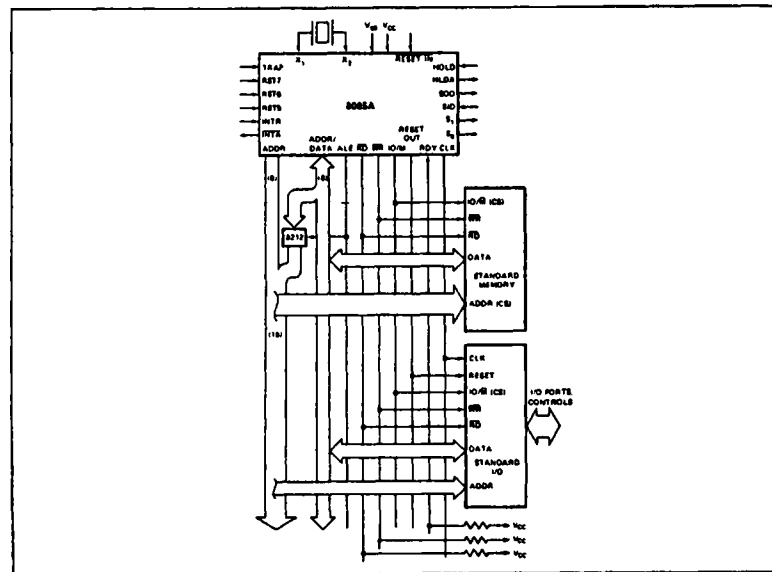 Vss Vcc
X1 X2 RESET IN
TRAP HOLD
RST7 HLDA
RST6 SOD
8085A
RST5 SID
INTR S1
INTA S0
ADDR ADDR/DATA ALE RD WR IO/M RESET OUT RDY CLK
(8) (8)
8212
IO/M (CS)
WR
RD
DATA
STANDARD
MEMORY
ADDR (CS)
(16)
CLK
RESET
IO/M (CS)
WR
RD
DATA
STANDARD
I/O
ADDR
I/O PORTS,
CONTROLS
Vcc
Vcc
Vcc